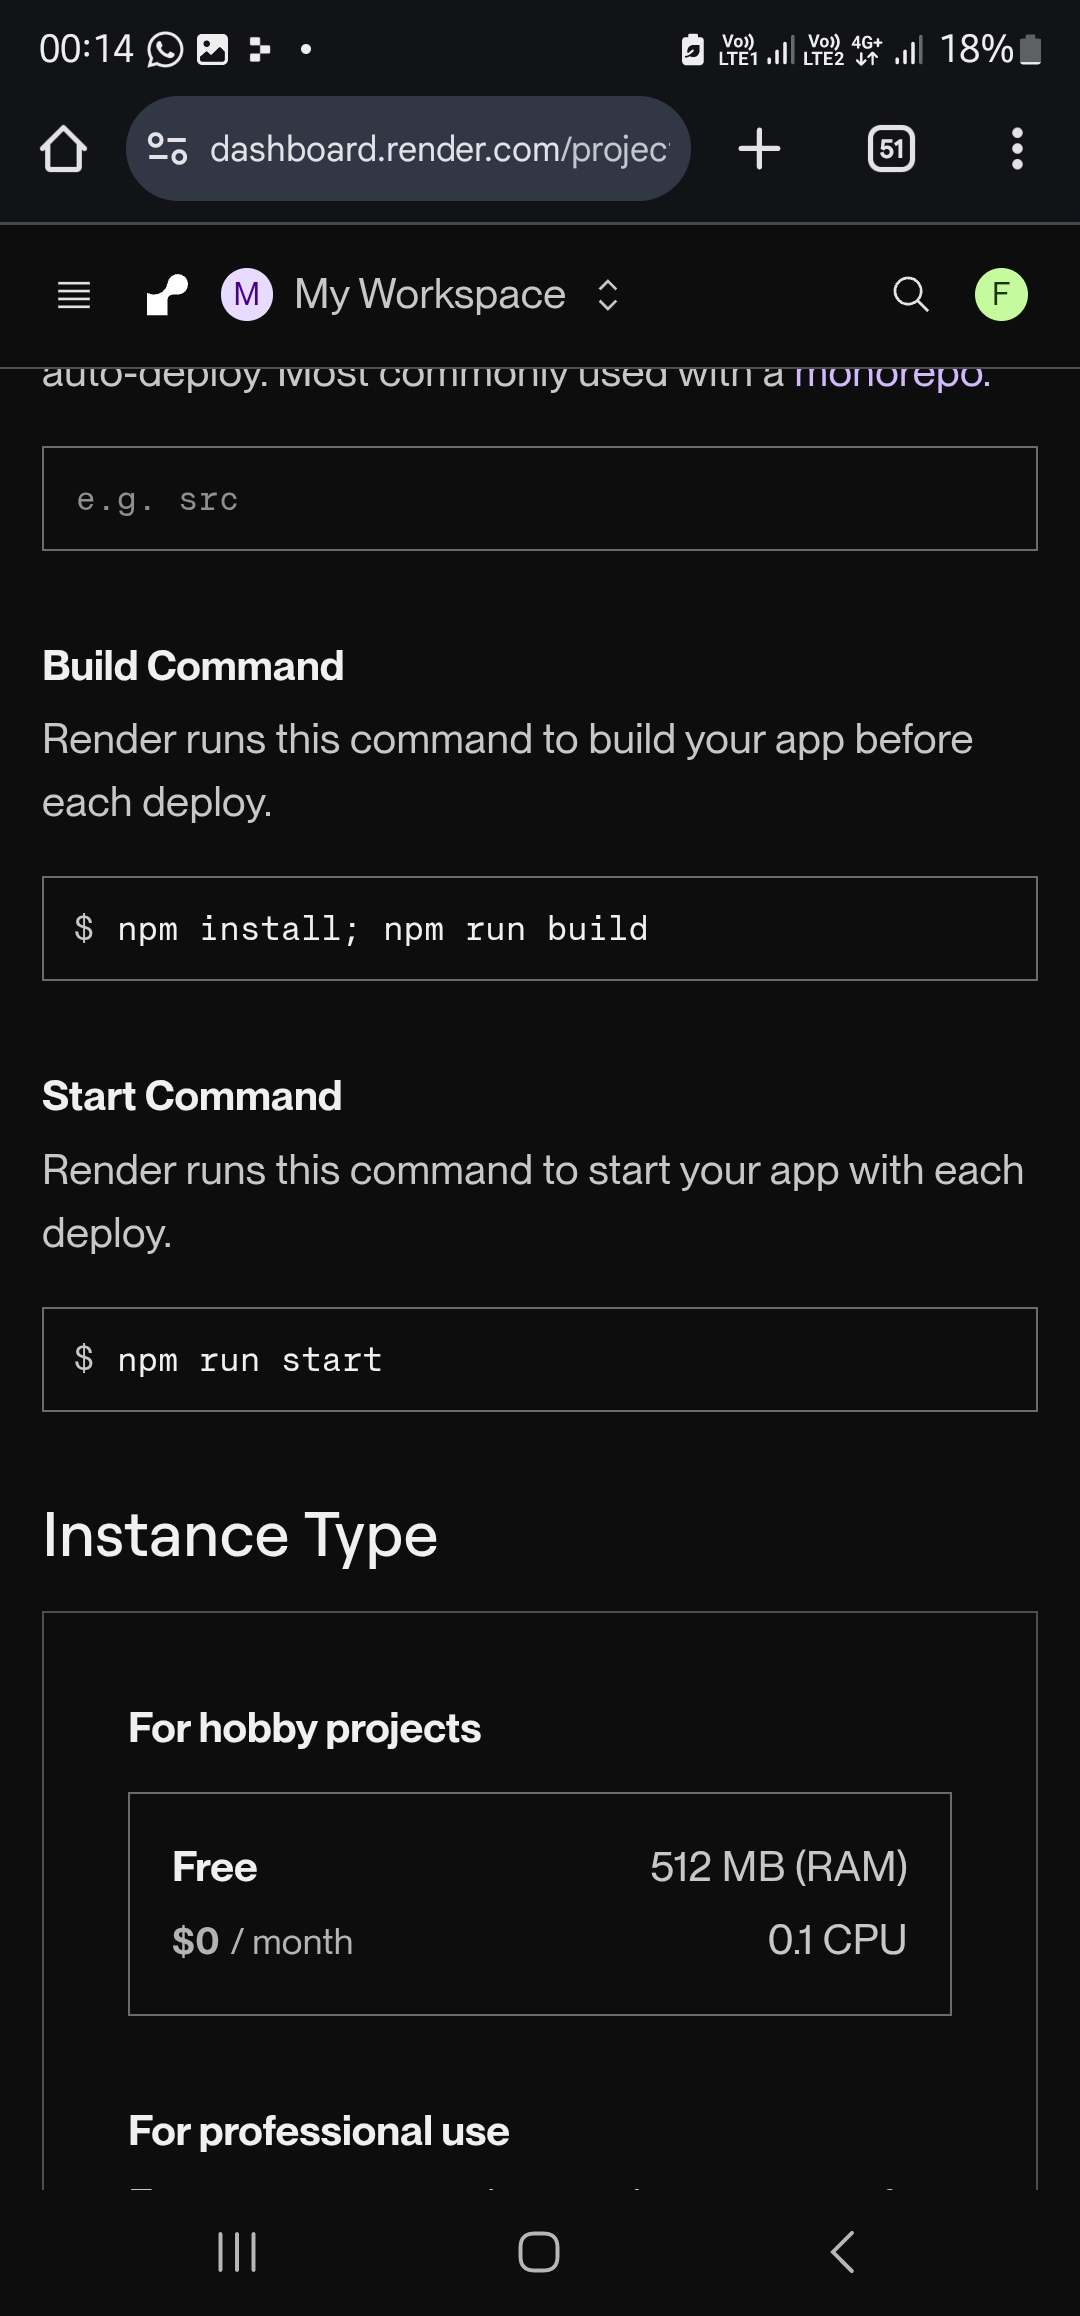 00:14
Vo)) LTE1 Vo)) LTE2 4G+ 18%
dashboard.render.com/projec
51
M My Workspace F
auto-deploy. Most commonly used with a monorepo.
e.g. src
Build Command
Render runs this command to build your app before
each deploy.
$ npm install; npm run build
Start Command
Render runs this command to start your app with each
deploy.
$ npm run start
Instance Type
For hobby projects
Free 512 MB (RAM)
$0 / month 0.1 CPU
For professional use